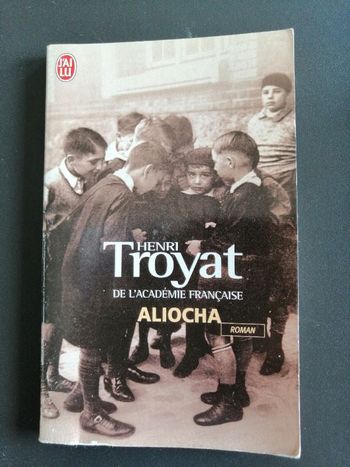 J'AI
LU
HENRI
Troyat
DE L'ACADÉMIE FRANÇAISE
ALIOCHA
ROMAN